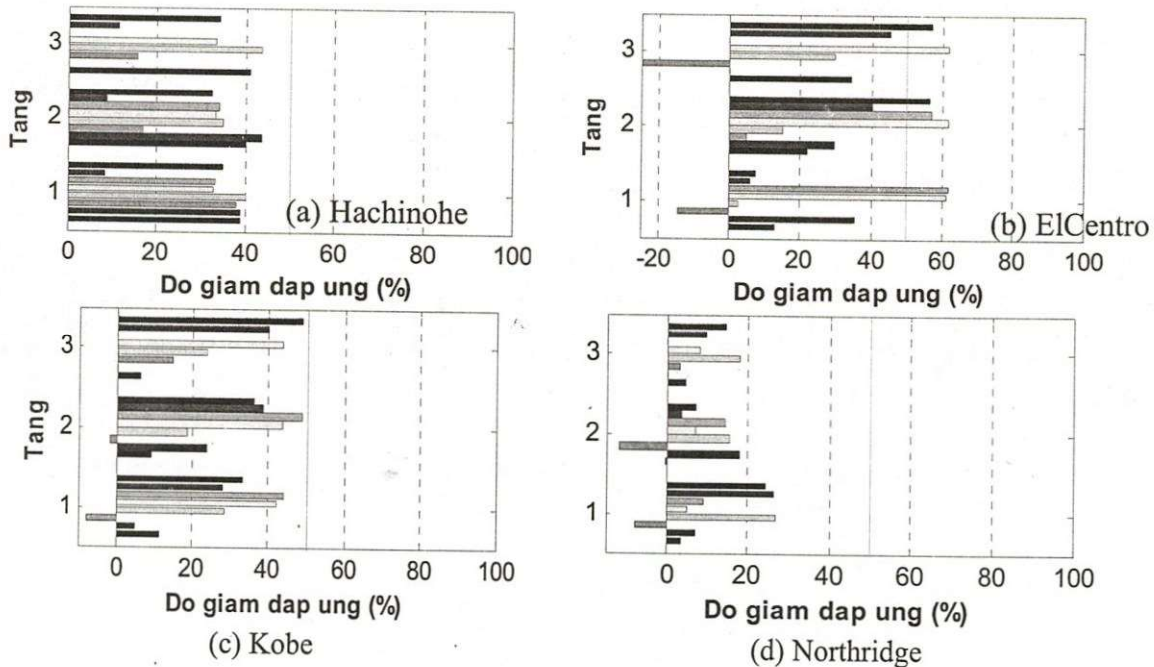 Tang
3
2
1
0 20 40 60 80 100
Do giam dap ung (%)
(a) Hachinohe
Tang
3
2
1
-20 0 20 40 60 80 100
Do giam dap ung (%)
(b) ElCentro
Tang
3
2
1
0 20 40 60 80 100
Do giam dap ung (%)
(c) Kobe
Tang
3
2
1
0 20 40 60 80 100
Do giam dap ung (%)
(d) Northridge